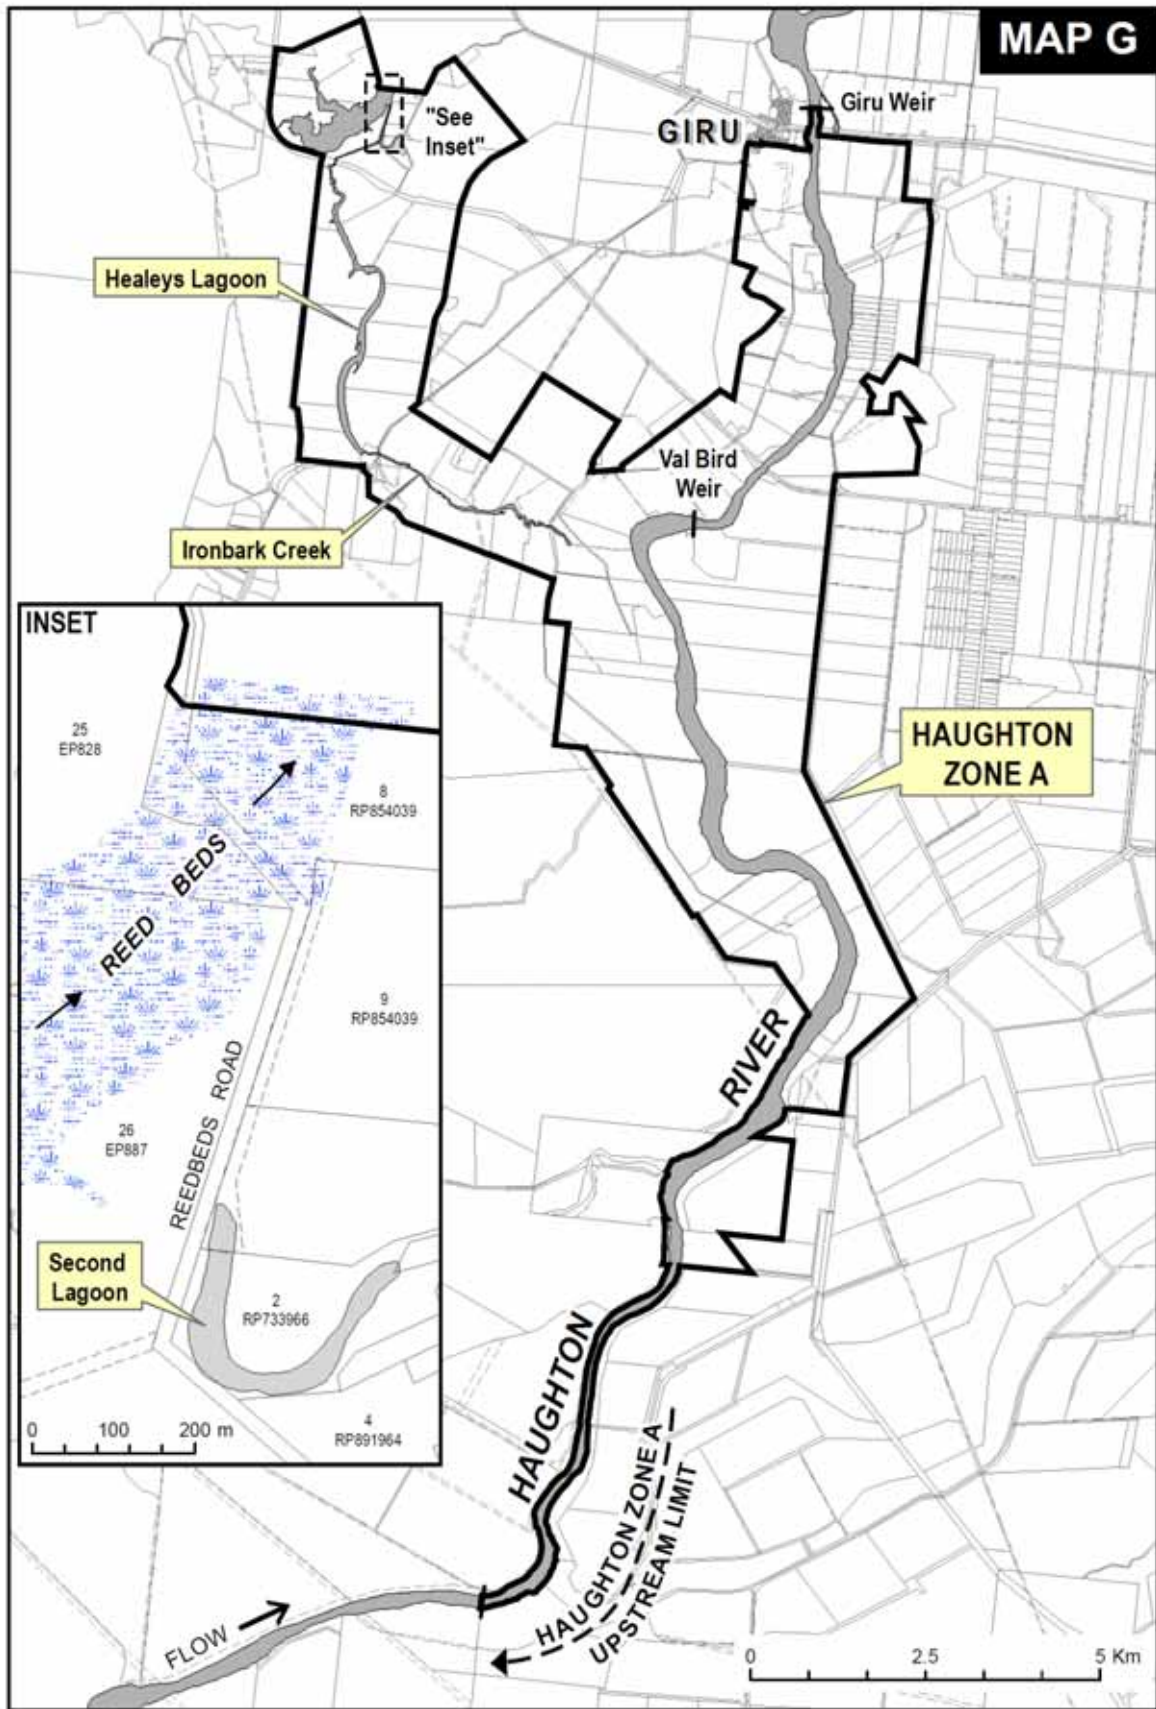 MAP G
Giru Weir
GIRU
"See
Inset"
Healeys Lagoon
Val Bird
Weir
Ironbark Creek
HAUGHTON
ZONE A
INSET
25
EP828
8
RP854039
REED BEDS
9
RP854039
26
EP887
REEDBEDS ROAD
Second
Lagoon
2
RP733966
4
RP891964
0 100 200 m
HAUGHTON RIVER
HAUGHTON ZONE A
UPSTREAM LIMIT
FLOW
0 2.5 5 Km